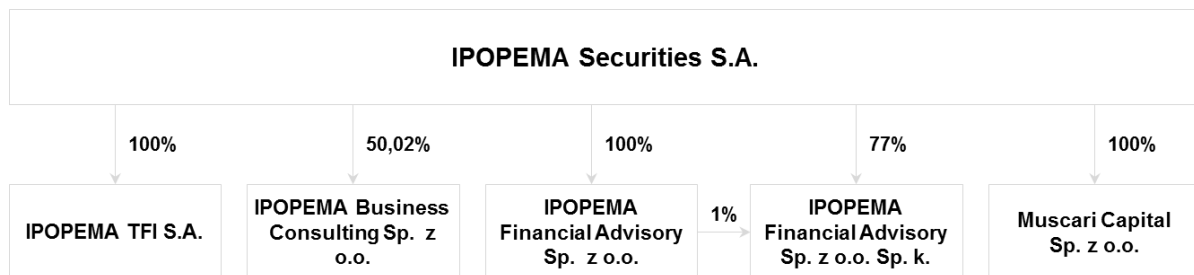 IPOPEMA Securities S.A.
100%
50,02%
100%
77%
100%
IPOPEMA TFI S.A.
IPOPEMA Business
Consulting Sp. z
o.o.
IPOPEMA
Financial Advisory
Sp. z o.o.
1%
IPOPEMA
Financial Advisory
Sp. z o.o. Sp. k.
Muscari Capital
Sp. z o.o.